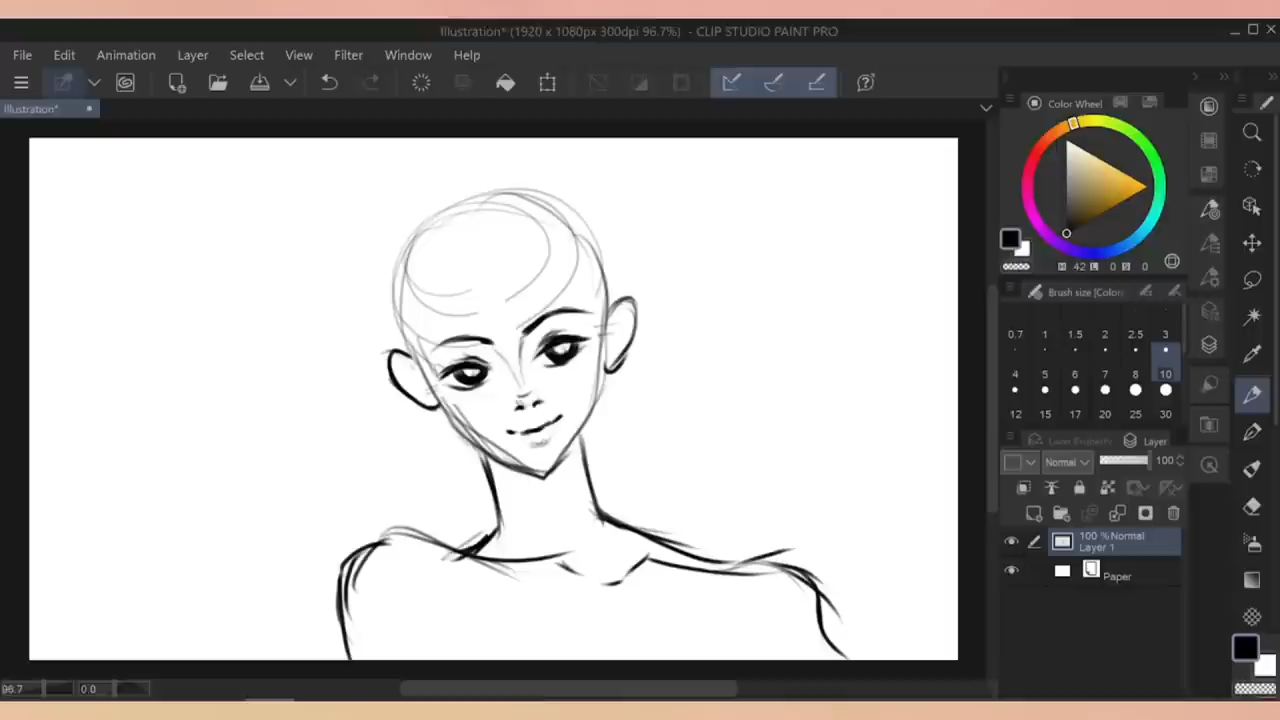 Illustration* (1920 x 1080px 300dpi 96.7%) - CLIP STUDIO PAINT PRO
File Edit Animation Layer Select View Filter Window Help
Illustration*
Color Wheel
42 0 0
Brush size [Color
0.7 1 1.5 2 2.5 3
4 5 6 7 8 10
12 15 17 20 25 30
Layer Property Layer
Normal 100
100 % Normal
Layer 1
Paper
96.7 0.0